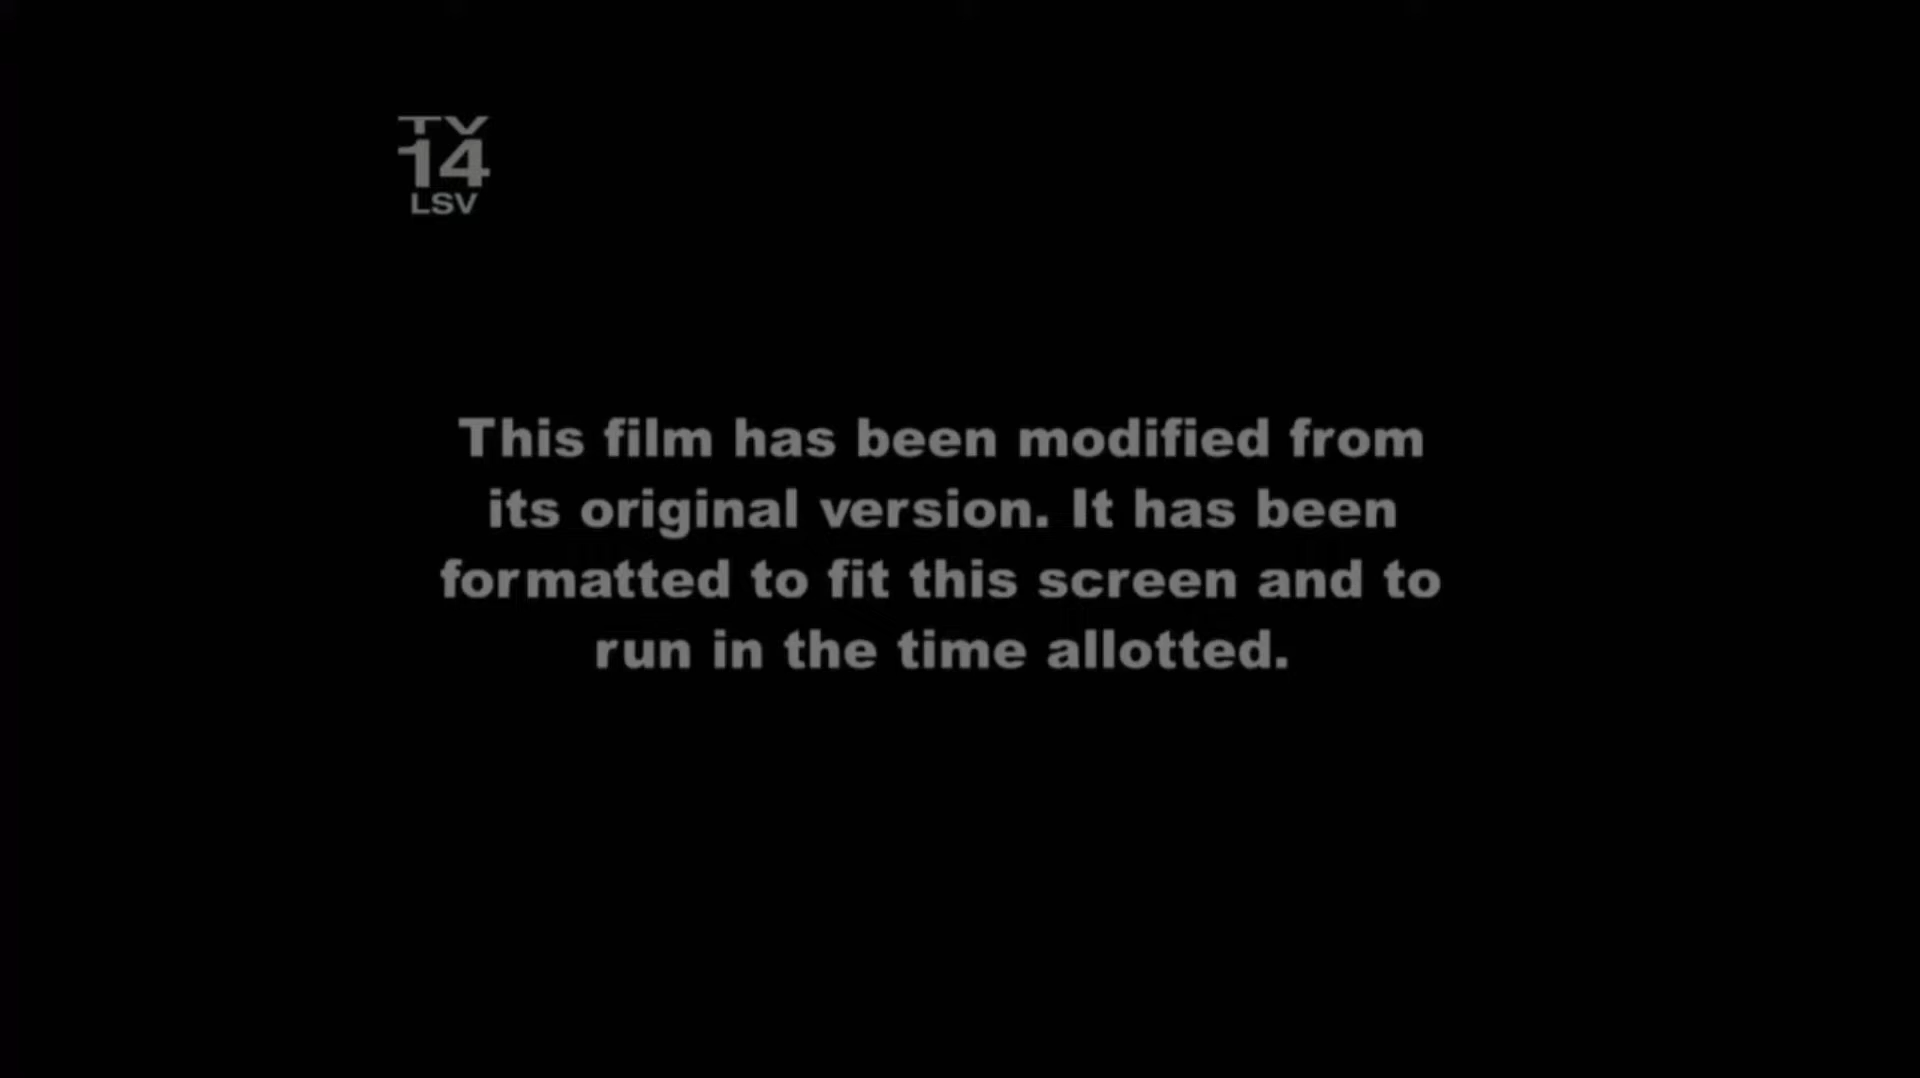 TV
14
LSV
This film has been modified from
its original version. It has been
formatted to fit this screen and to
run in the time allotted.